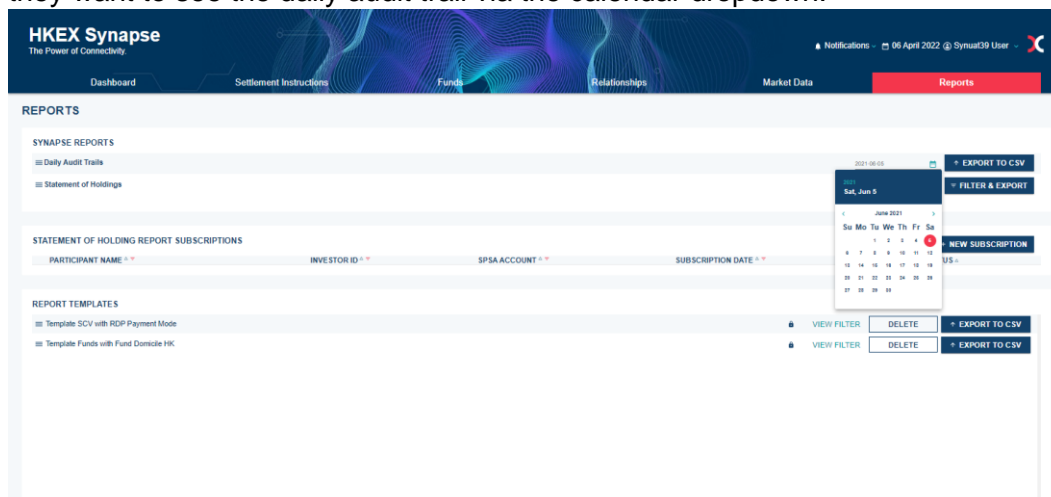 they want to see the daily audit trail via the calendar dropdown.
HKEX Synapse
The Power of Connectivity.
Notifications 06 April 2022 Synuat39 User
Dashboard Settlement Instructions Funds Relationships Market Data Reports
REPORTS
SYNAPSE REPORTS
Daily Audit Trails 2021-06-05 EXPORT TO CSV
Statement of Holdings FILTER & EXPORT
2021
Sat, Jun 5
June 2021
Su Mo Tu We Th Fr Sa
1 2 3 4 5
6 7 8 9 10 11 12
13 14 15 16 17 18 19
20 21 22 23 24 25 26
27 28 29 30
STATEMENT OF HOLDING REPORT SUBSCRIPTIONS NEW SUBSCRIPTION
PARTICIPANT NAME INVESTOR ID SPSA ACCOUNT SUBSCRIPTION DATE TUS
REPORT TEMPLATES
Template SCV with RDP Payment Mode VIEW FILTER DELETE EXPORT TO CSV
Template Funds with Fund Domicile HK VIEW FILTER DELETE EXPORT TO CSV